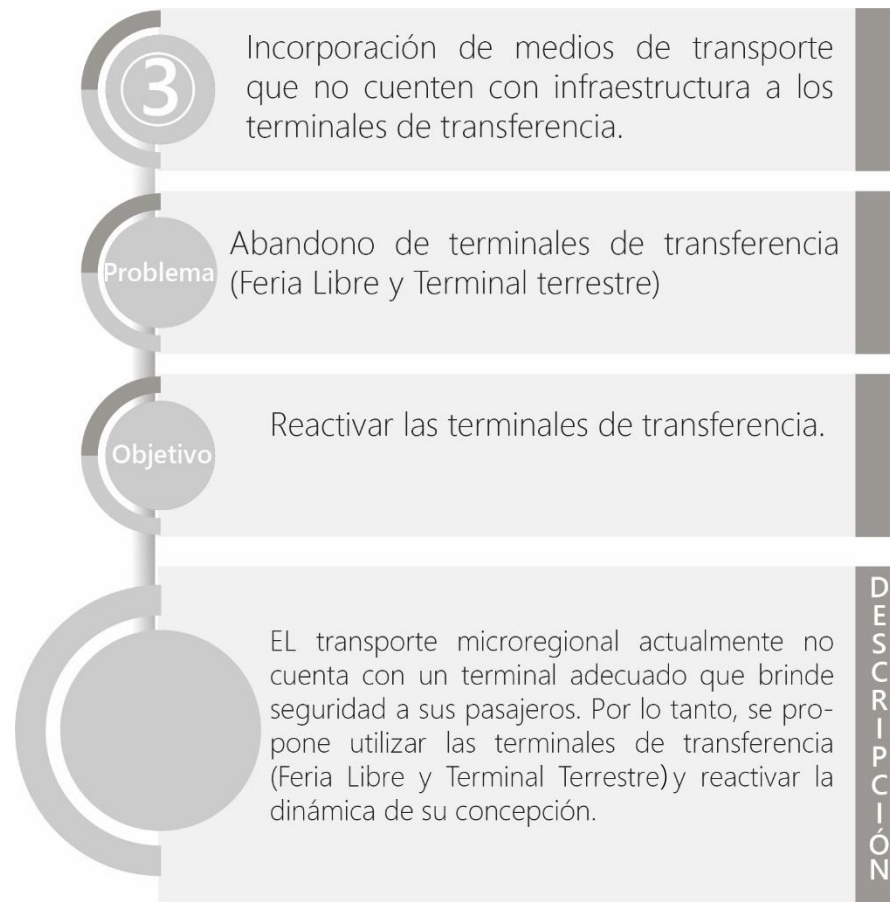 ③
Incorporación de medios de transporte
que no cuenten con infraestructura a los
terminales de transferencia.
Problema
Abandono de terminales de transferencia
(Feria Libre y Terminal terrestre)
Objetivo
Reactivar las terminales de transferencia.
EL transporte microregional actualmente no
cuenta con un terminal adecuado que brinde
seguridad a sus pasajeros. Por lo tanto, se pro-
pone utilizar las terminales de transferencia
(Feria Libre y Terminal Terrestre) y reactivar la
dinámica de su concepción.
DESCRIPCIÓN